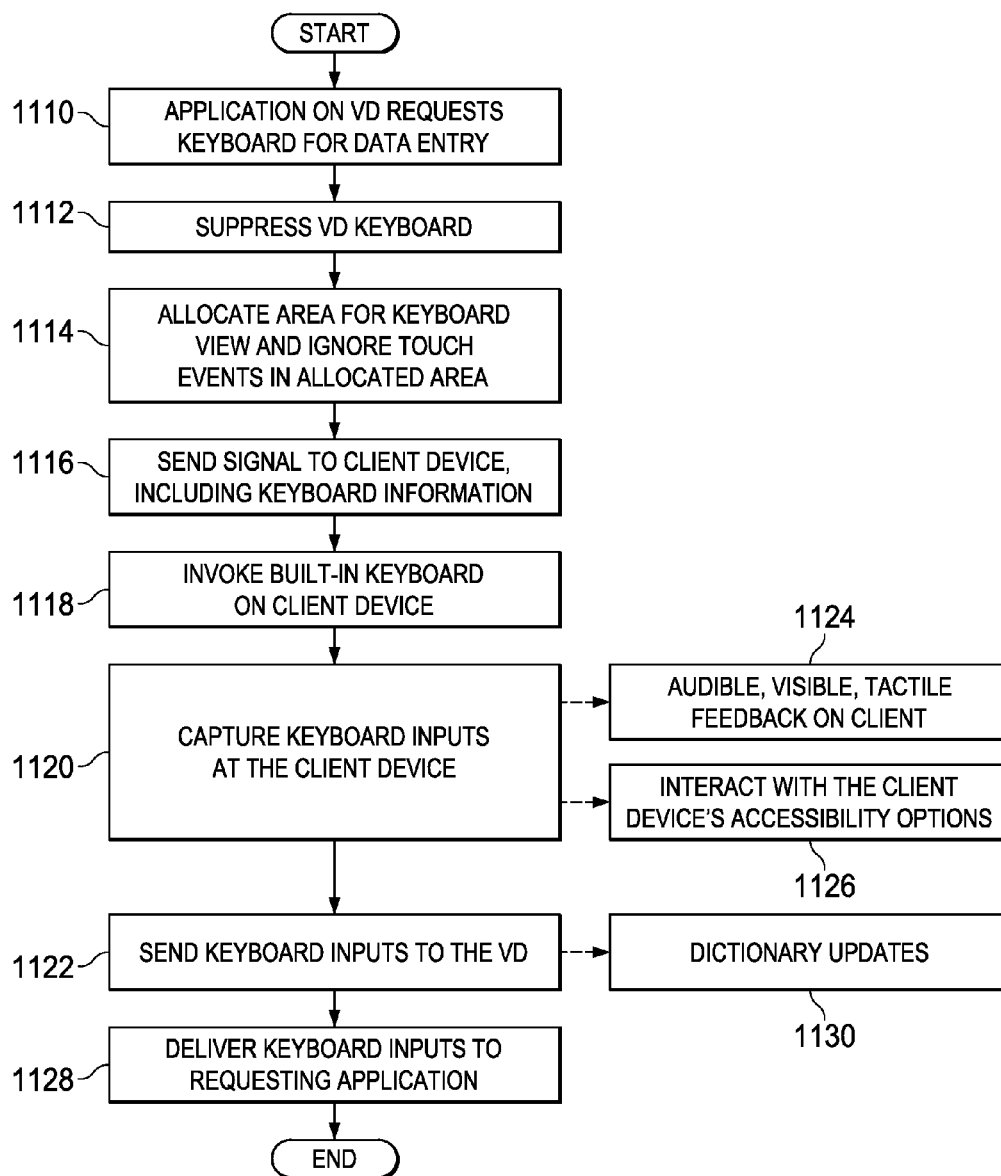 START
1110
APPLICATION ON VD REQUESTS
KEYBOARD FOR DATA ENTRY
1112
SUPPRESS VD KEYBOARD
1114
ALLOCATE AREA FOR KEYBOARD
VIEW AND IGNORE TOUCH
EVENTS IN ALLOCATED AREA
1116
SEND SIGNAL TO CLIENT DEVICE,
INCLUDING KEYBOARD INFORMATION
1118
INVOKE BUILT-IN KEYBOARD
ON CLIENT DEVICE
1120
CAPTURE KEYBOARD INPUTS
AT THE CLIENT DEVICE
1124
AUDIBLE, VISIBLE, TACTILE
FEEDBACK ON CLIENT
INTERACT WITH THE CLIENT
DEVICE'S ACCESSIBILITY OPTIONS
1126
1122
SEND KEYBOARD INPUTS TO THE VD
DICTIONARY UPDATES
1130
1128
DELIVER KEYBOARD INPUTS TO
REQUESTING APPLICATION
END